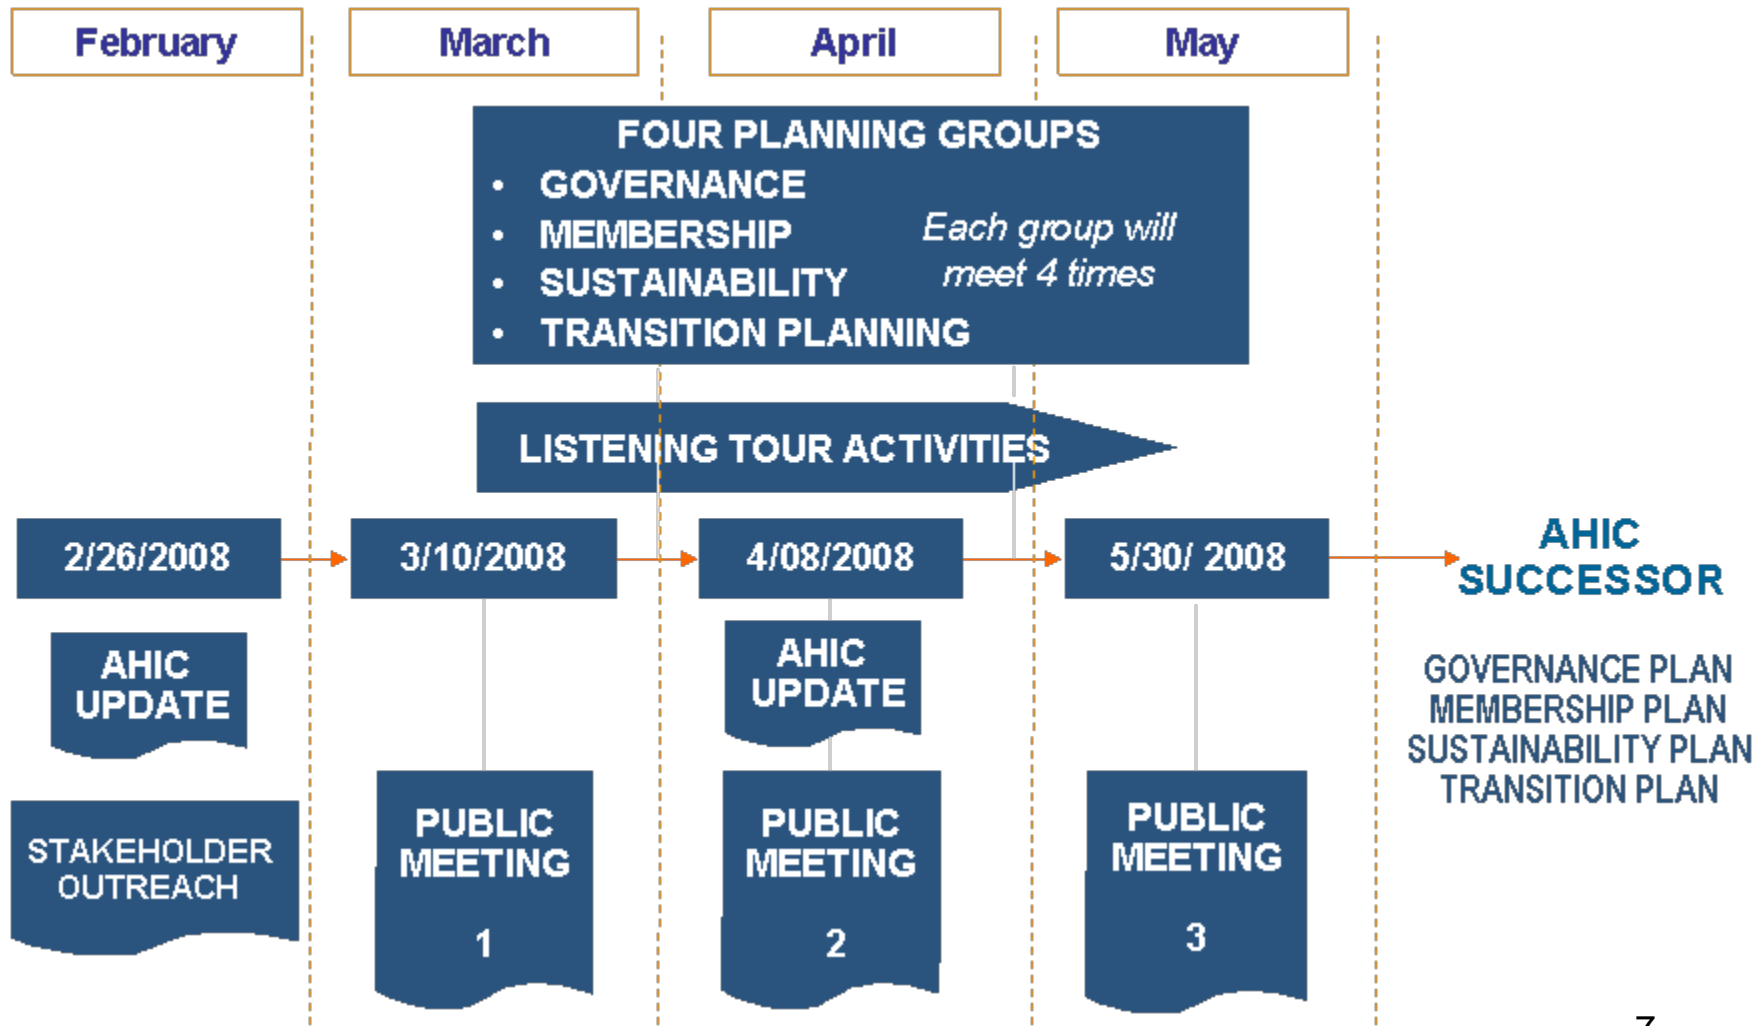 February
March
April
May
FOUR PLANNING GROUPS
• GOVERNANCE
• MEMBERSHIP
• SUSTAINABILITY
• TRANSITION PLANNING
Each group will
meet 4 times
LISTENING TOUR ACTIVITIES
2/26/2008
3/10/2008
4/08/2008
5/30/ 2008
AHIC
SUCCESSOR
AHIC
UPDATE
STAKEHOLDER
OUTREACH
PUBLIC
MEETING
1
AHIC
UPDATE
PUBLIC
MEETING
2
PUBLIC
MEETING
3
GOVERNANCE PLAN
MEMBERSHIP PLAN
SUSTAINABILITY PLAN
TRANSITION PLAN